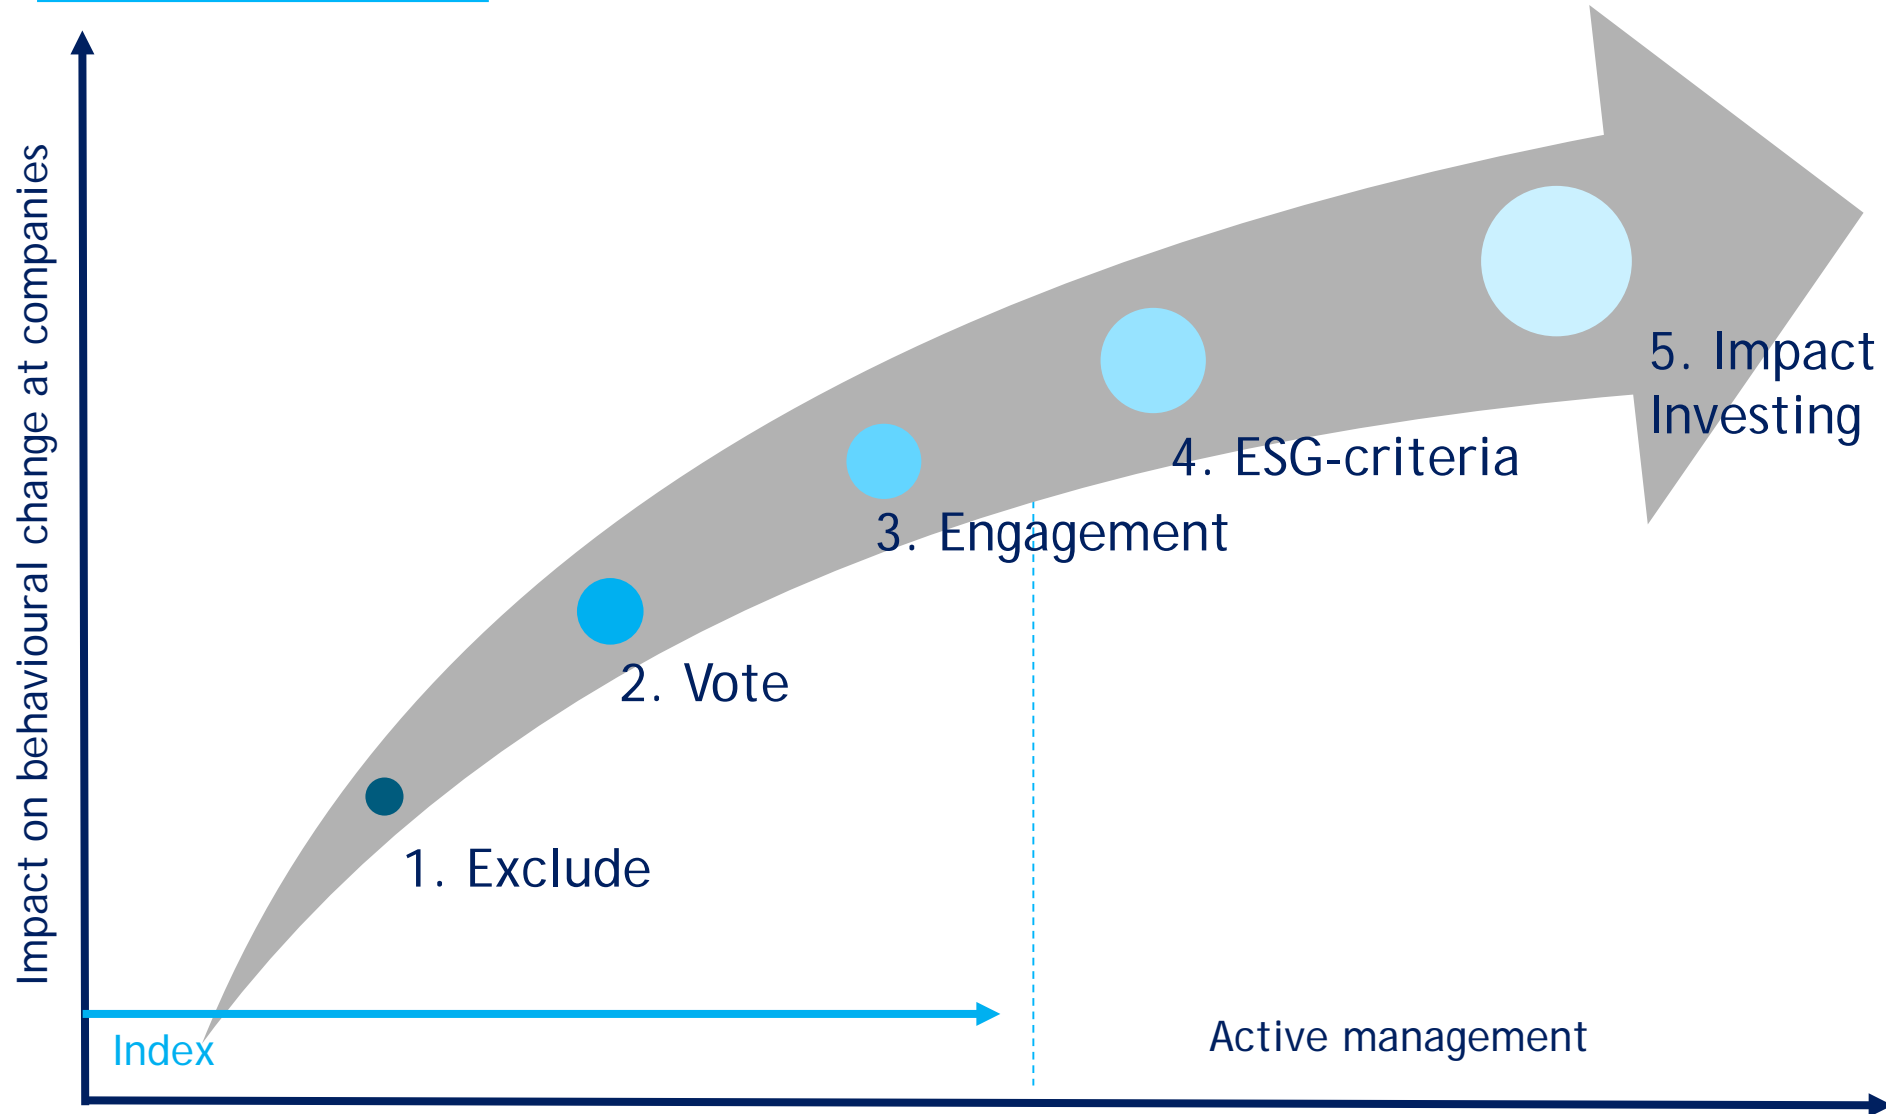 Impact on behavioural change at companies
5. Impact
Investing
4. ESG-criteria
3. Engagement
2. Vote
1. Exclude
Index
Active management